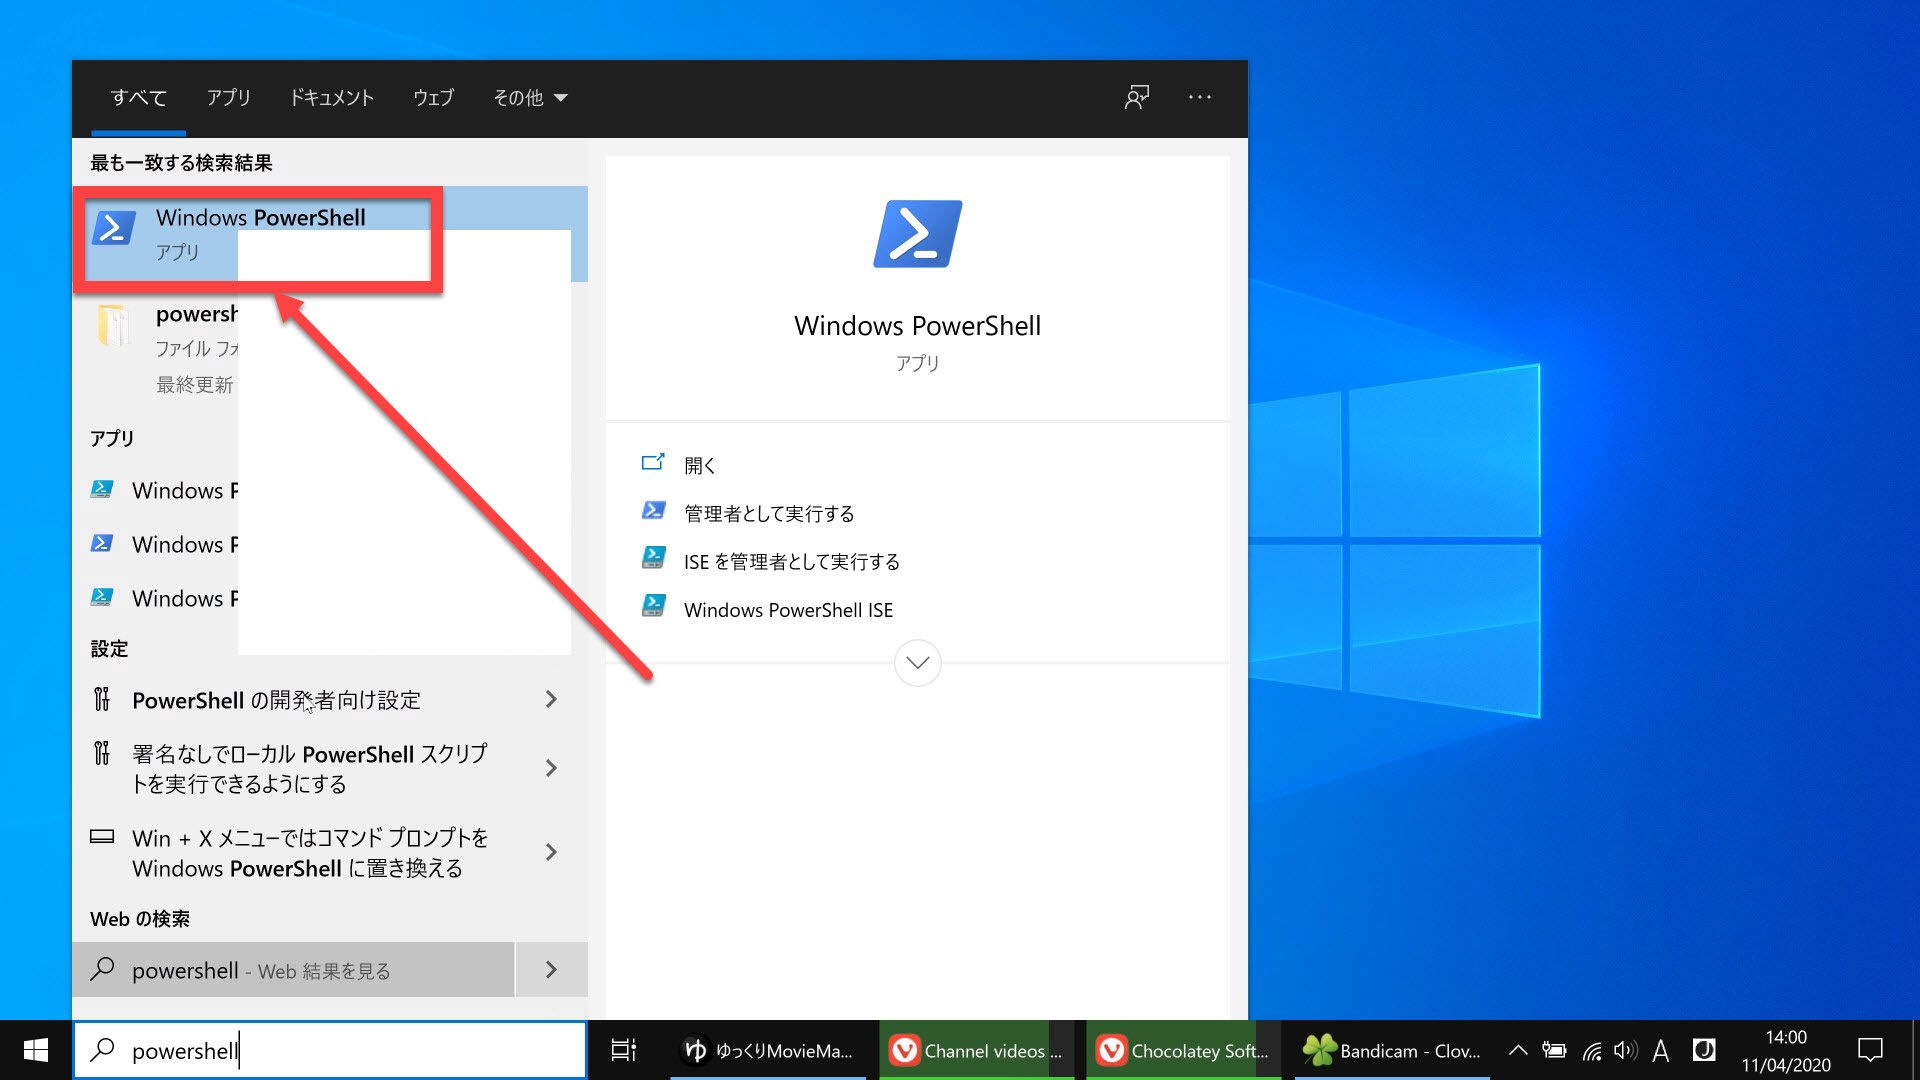 すべて アプリ ドキュメント ウェブ その他
最も一致する検索結果
Windows PowerShell
アプリ
powersh
ファイル フォ
最終更新
アプリ
Windows P
Windows P
Windows P
設定
PowerShell の開発者向け設定
署名なしでローカル PowerShell スクリプ
トを実行できるようにする
Win + X メニューではコマンド プロンプトを
Windows PowerShell に置き換える
Web の検索
powershell - Web 結果を見る
Windows PowerShell
アプリ
開く
管理者として実行する
ISE を管理者として実行する
Windows PowerShell ISE
powershell
ゆ ゆっくりMovieMa...
Channel videos ...
Chocolatey Soft...
Bandicam - Clov...
A
J
14:00
11/04/2020